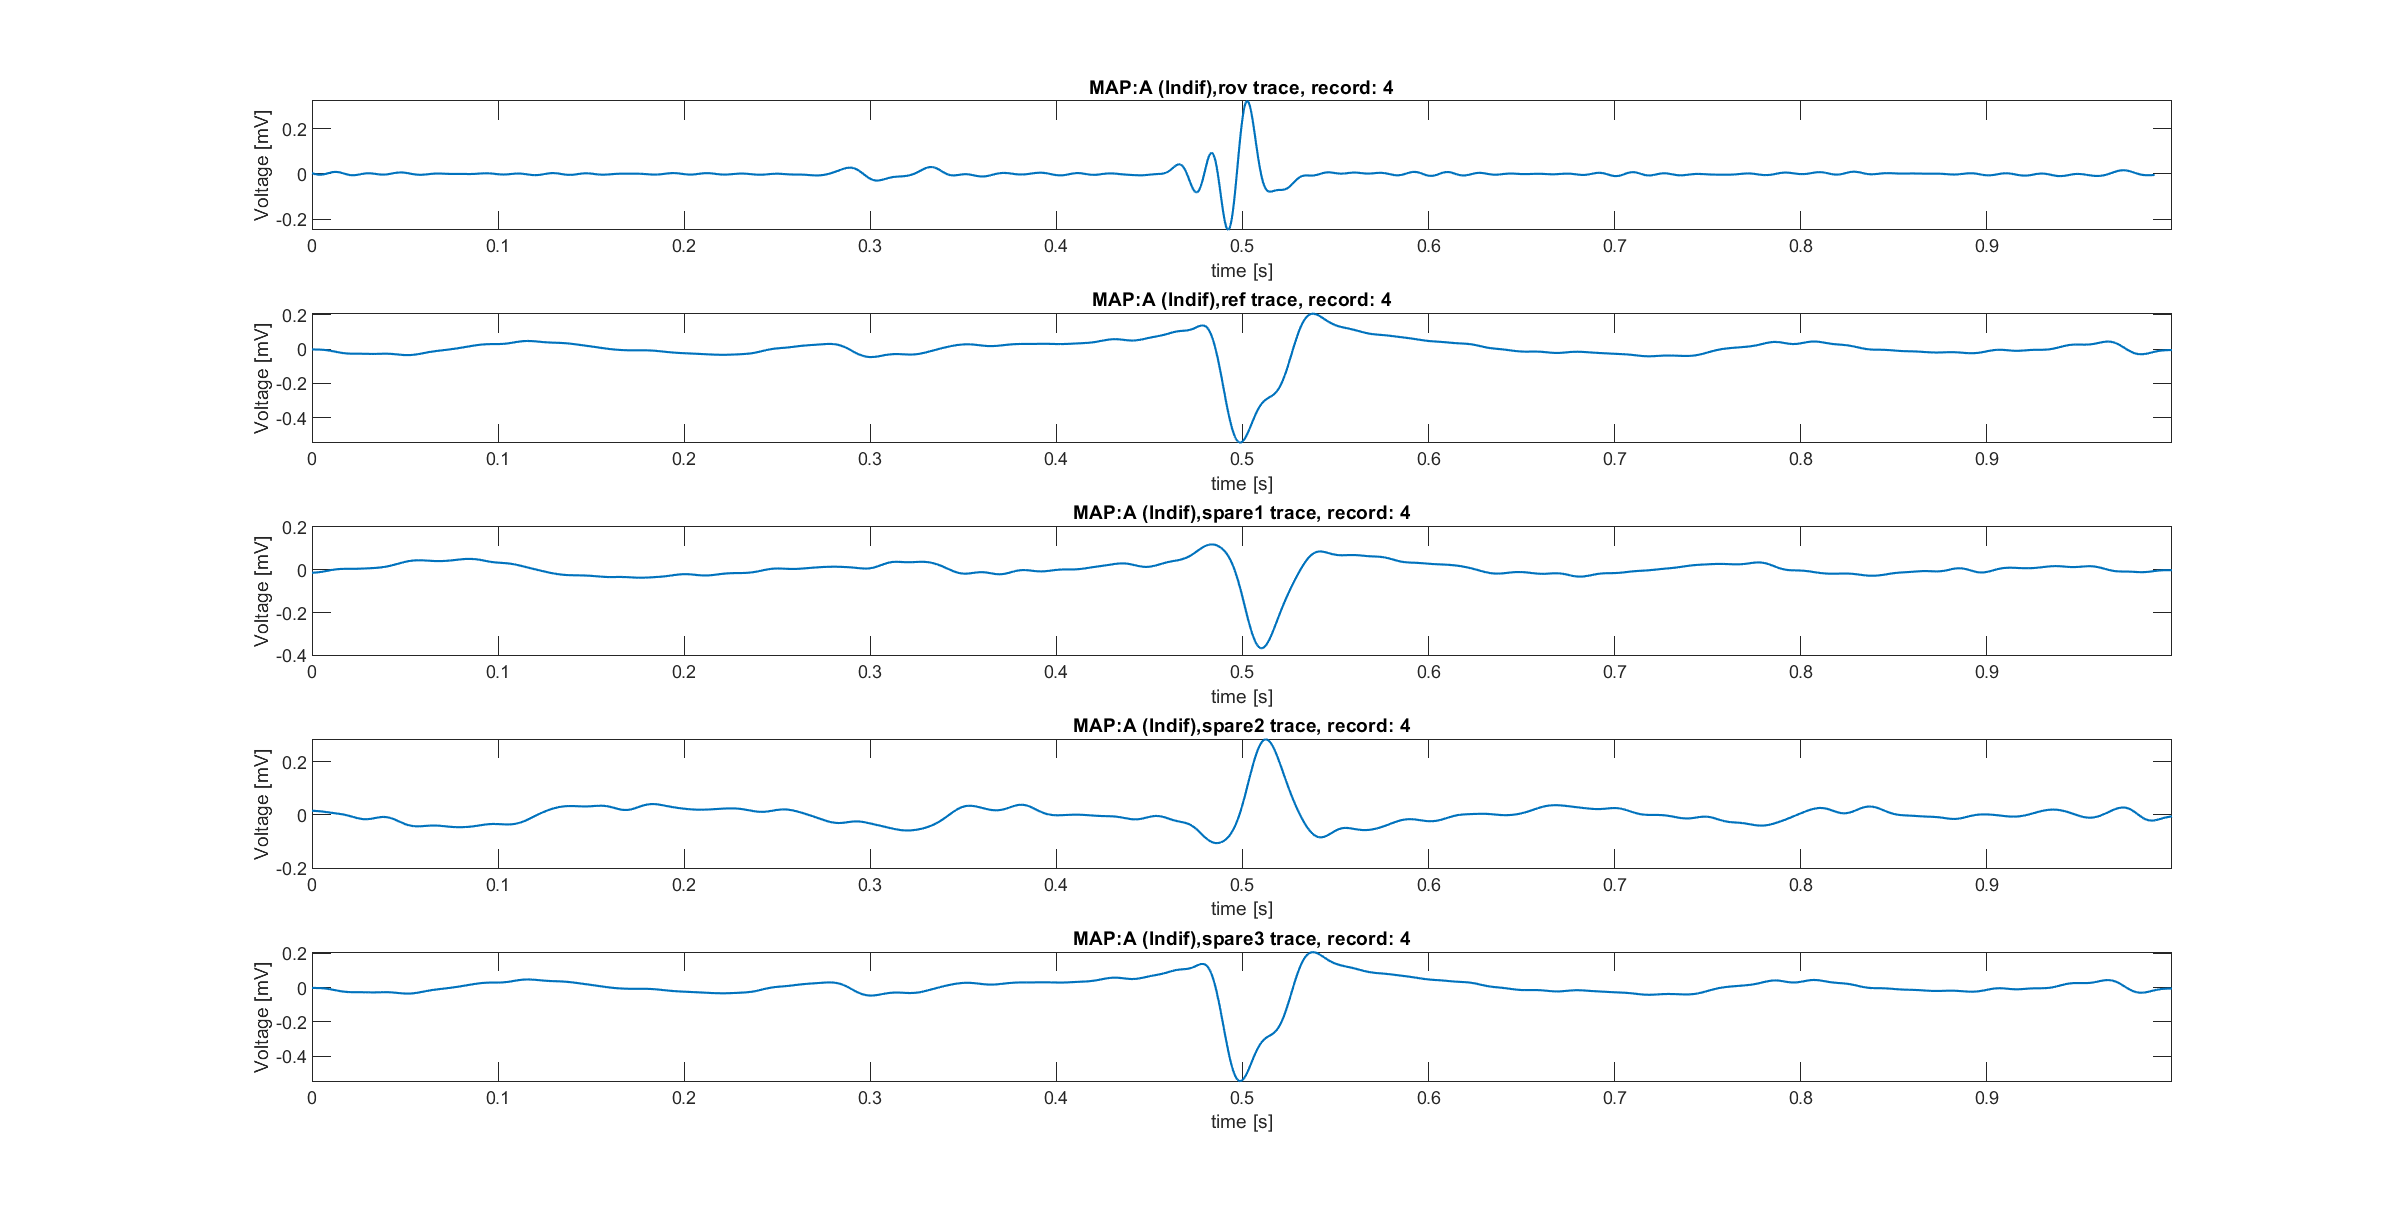 MAP:A (Indif),rov trace, record: 4
Voltage [mV]
0.2
0
-0.2
0 0.1 0.2 0.3 0.4 0.5 0.6 0.7 0.8 0.9
time [s]
MAP:A (Indif),ref trace, record: 4
Voltage [mV]
0.2
0
-0.2
-0.4
0 0.1 0.2 0.3 0.4 0.5 0.6 0.7 0.8 0.9
time [s]
MAP:A (Indif),spare1 trace, record: 4
Voltage [mV]
0.2
0
-0.2
-0.4
0 0.1 0.2 0.3 0.4 0.5 0.6 0.7 0.8 0.9
time [s]
MAP:A (Indif),spare2 trace, record: 4
Voltage [mV]
0.2
0
-0.2
0 0.1 0.2 0.3 0.4 0.5 0.6 0.7 0.8 0.9
time [s]
MAP:A (Indif),spare3 trace, record: 4
Voltage [mV]
0.2
0
-0.2
-0.4
0 0.1 0.2 0.3 0.4 0.5 0.6 0.7 0.8 0.9
time [s]